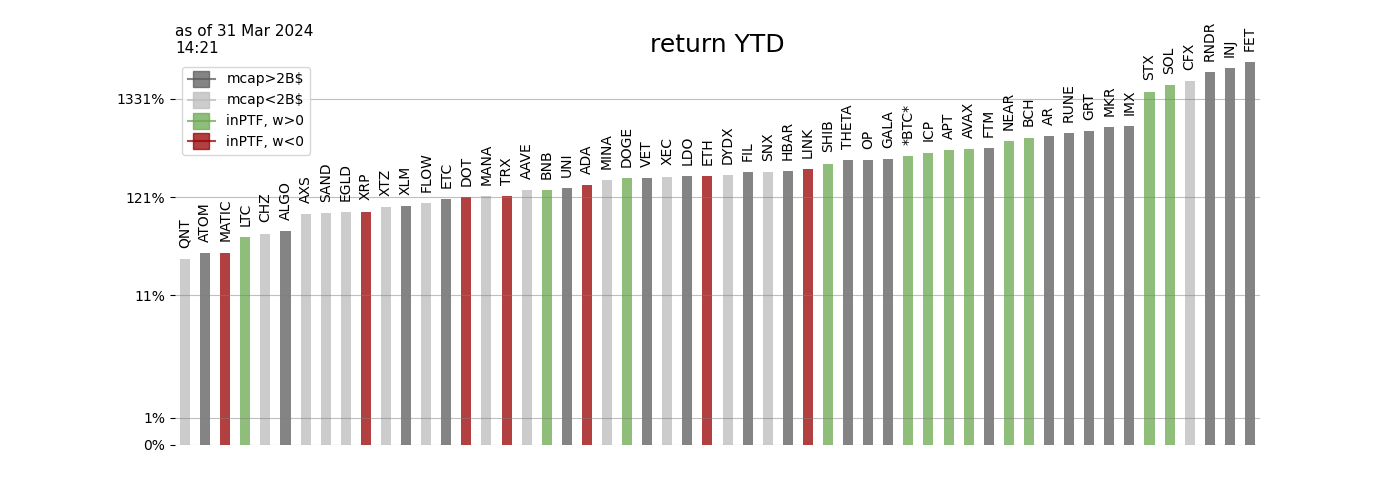 as of 31 Mar 2024
14:21
return YTD
mcap>2B$
mcap<2B$
inPTF, w>0
inPTF, w<0
1331%
121%
11%
1%
0%
QNT
ATOM
MATIC
LTC
CHZ
ALGO
AXS
SAND
EGLD
XRP
XTZ
XLM
FLOW
ETC
DOT
MANA
TRX
AAVE
BNB
UNI
ADA
MINA
DOGE
VET
XEC
LDO
ETH
DYDX
FIL
SNX
HBAR
LINK
SHIB
THETA
OP
GALA
*BTC*
ICP
APT
AVAX
FTM
NEAR
BCH
AR
RUNE
GRT
MKR
IMX
STX
SOL
CFX
RNDR
INJ
FET